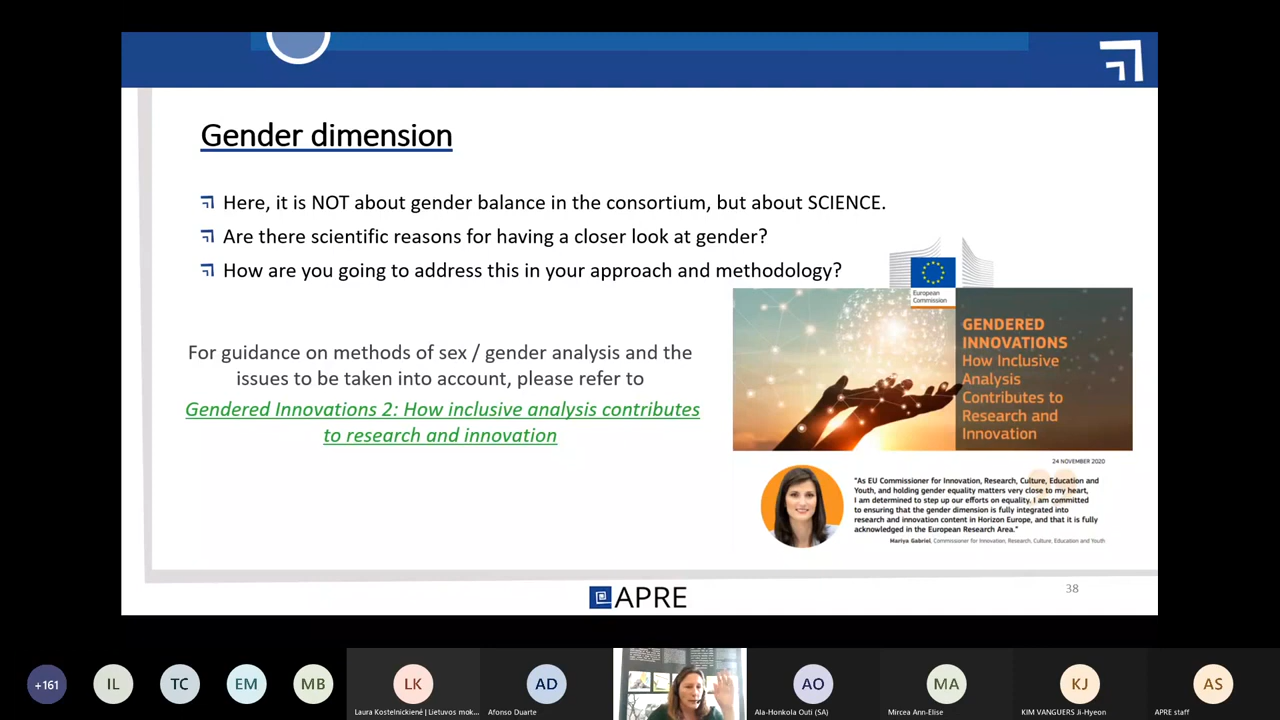 Gender dimension
Here, it is NOT about gender balance in the consortium, but about SCIENCE.
Are there scientific reasons for having a closer look at gender?
How are you going to address this in your approach and methodology?
European
Commission
GENDERED
INNOVATIONS
How Inclusive
Analysis
Contributes to
Research and
Innovation
For guidance on methods of sex / gender analysis and the
issues to be taken into account, please refer to
Gendered Innovations 2: How inclusive analysis contributes
to research and innovation
24 NOVEMBER 2020
"As EU Commissioner for Innovation, Research, Culture, Education and
Youth, and holding gender equality matters very close to my heart,
I am determined to step up our efforts on equality. I am committed
to ensuring that the gender dimension is fully integrated into
research and innovation content in Horizon Europe, and that it is fully
acknowledged in the European Research Area."
Mariya Gabriel, Commissioner for Innovation, Research, Culture, Education and Youth
APRE
38
+161
IL
TC
EM
MB
LK
AD
AO
MA
KJ
AS
Laura Kostelnickienė | Lietuvos mok...
Afonso Duarte
Ala-Honkola Outi (SA)
Mircea Ann-Elise
KIM VANGUERS Ji-Hyeon
APRE staff